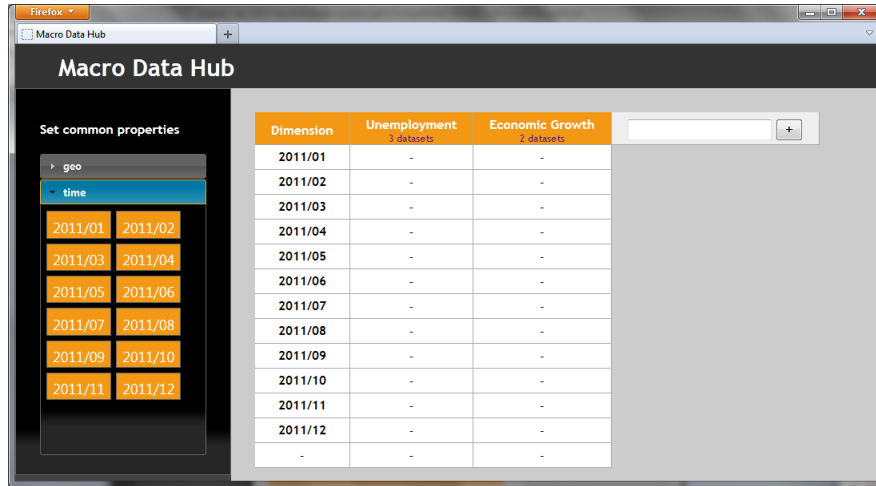 Firefox
Macro Data Hub
+
Macro Data Hub
Set common properties
geo
time
2011/01 2011/02
2011/03 2011/04
2011/05 2011/06
2011/07 2011/08
2011/09 2011/10
2011/11 2011/12
Dimension Unemployment Economic Growth +
3 datasets 2 datasets
2011/01 - -
2011/02 - -
2011/03 - -
2011/04 - -
2011/05 - -
2011/06 - -
2011/07 - -
2011/08 - -
2011/09 - -
2011/10 - -
2011/11 - -
2011/12 - -
- - -